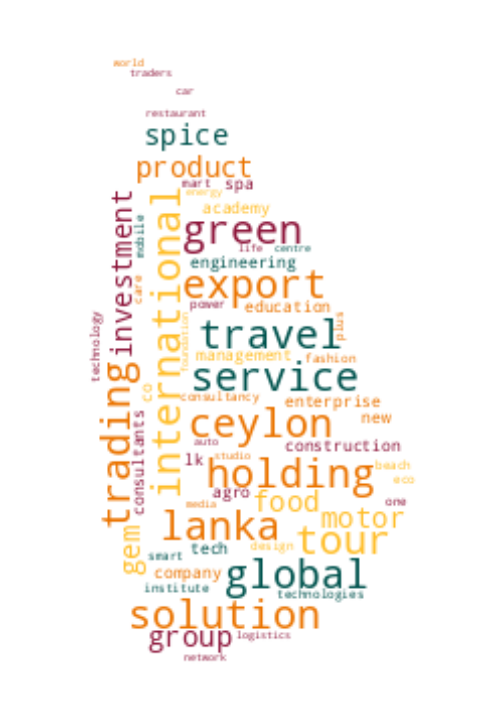 world
traders
car
restaurant
spice
product
mart
spa
energy
investment
international
mobile
academy
green
life
centre
engineering
care
export
power
education
technology
foundation
plus
travel
management
fashion
service
trading
co
consultancy
enterprise
consultants
ceylon
new
auto
construction
lk
studio
holding
beach
eco
agro
food
one
media
motor
lanka
gem
tour
tech
design
smart
company
global
institute
technologies
solution
group
logistics
network